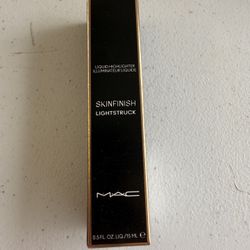 LIQUID HIGHLIGHTER
ILLUMINATEUR LIQUIDE
SKINFINISH
LIGHTSTRUCK
MAC
0.5 FL. OZ. LIQ./15 ML ℮